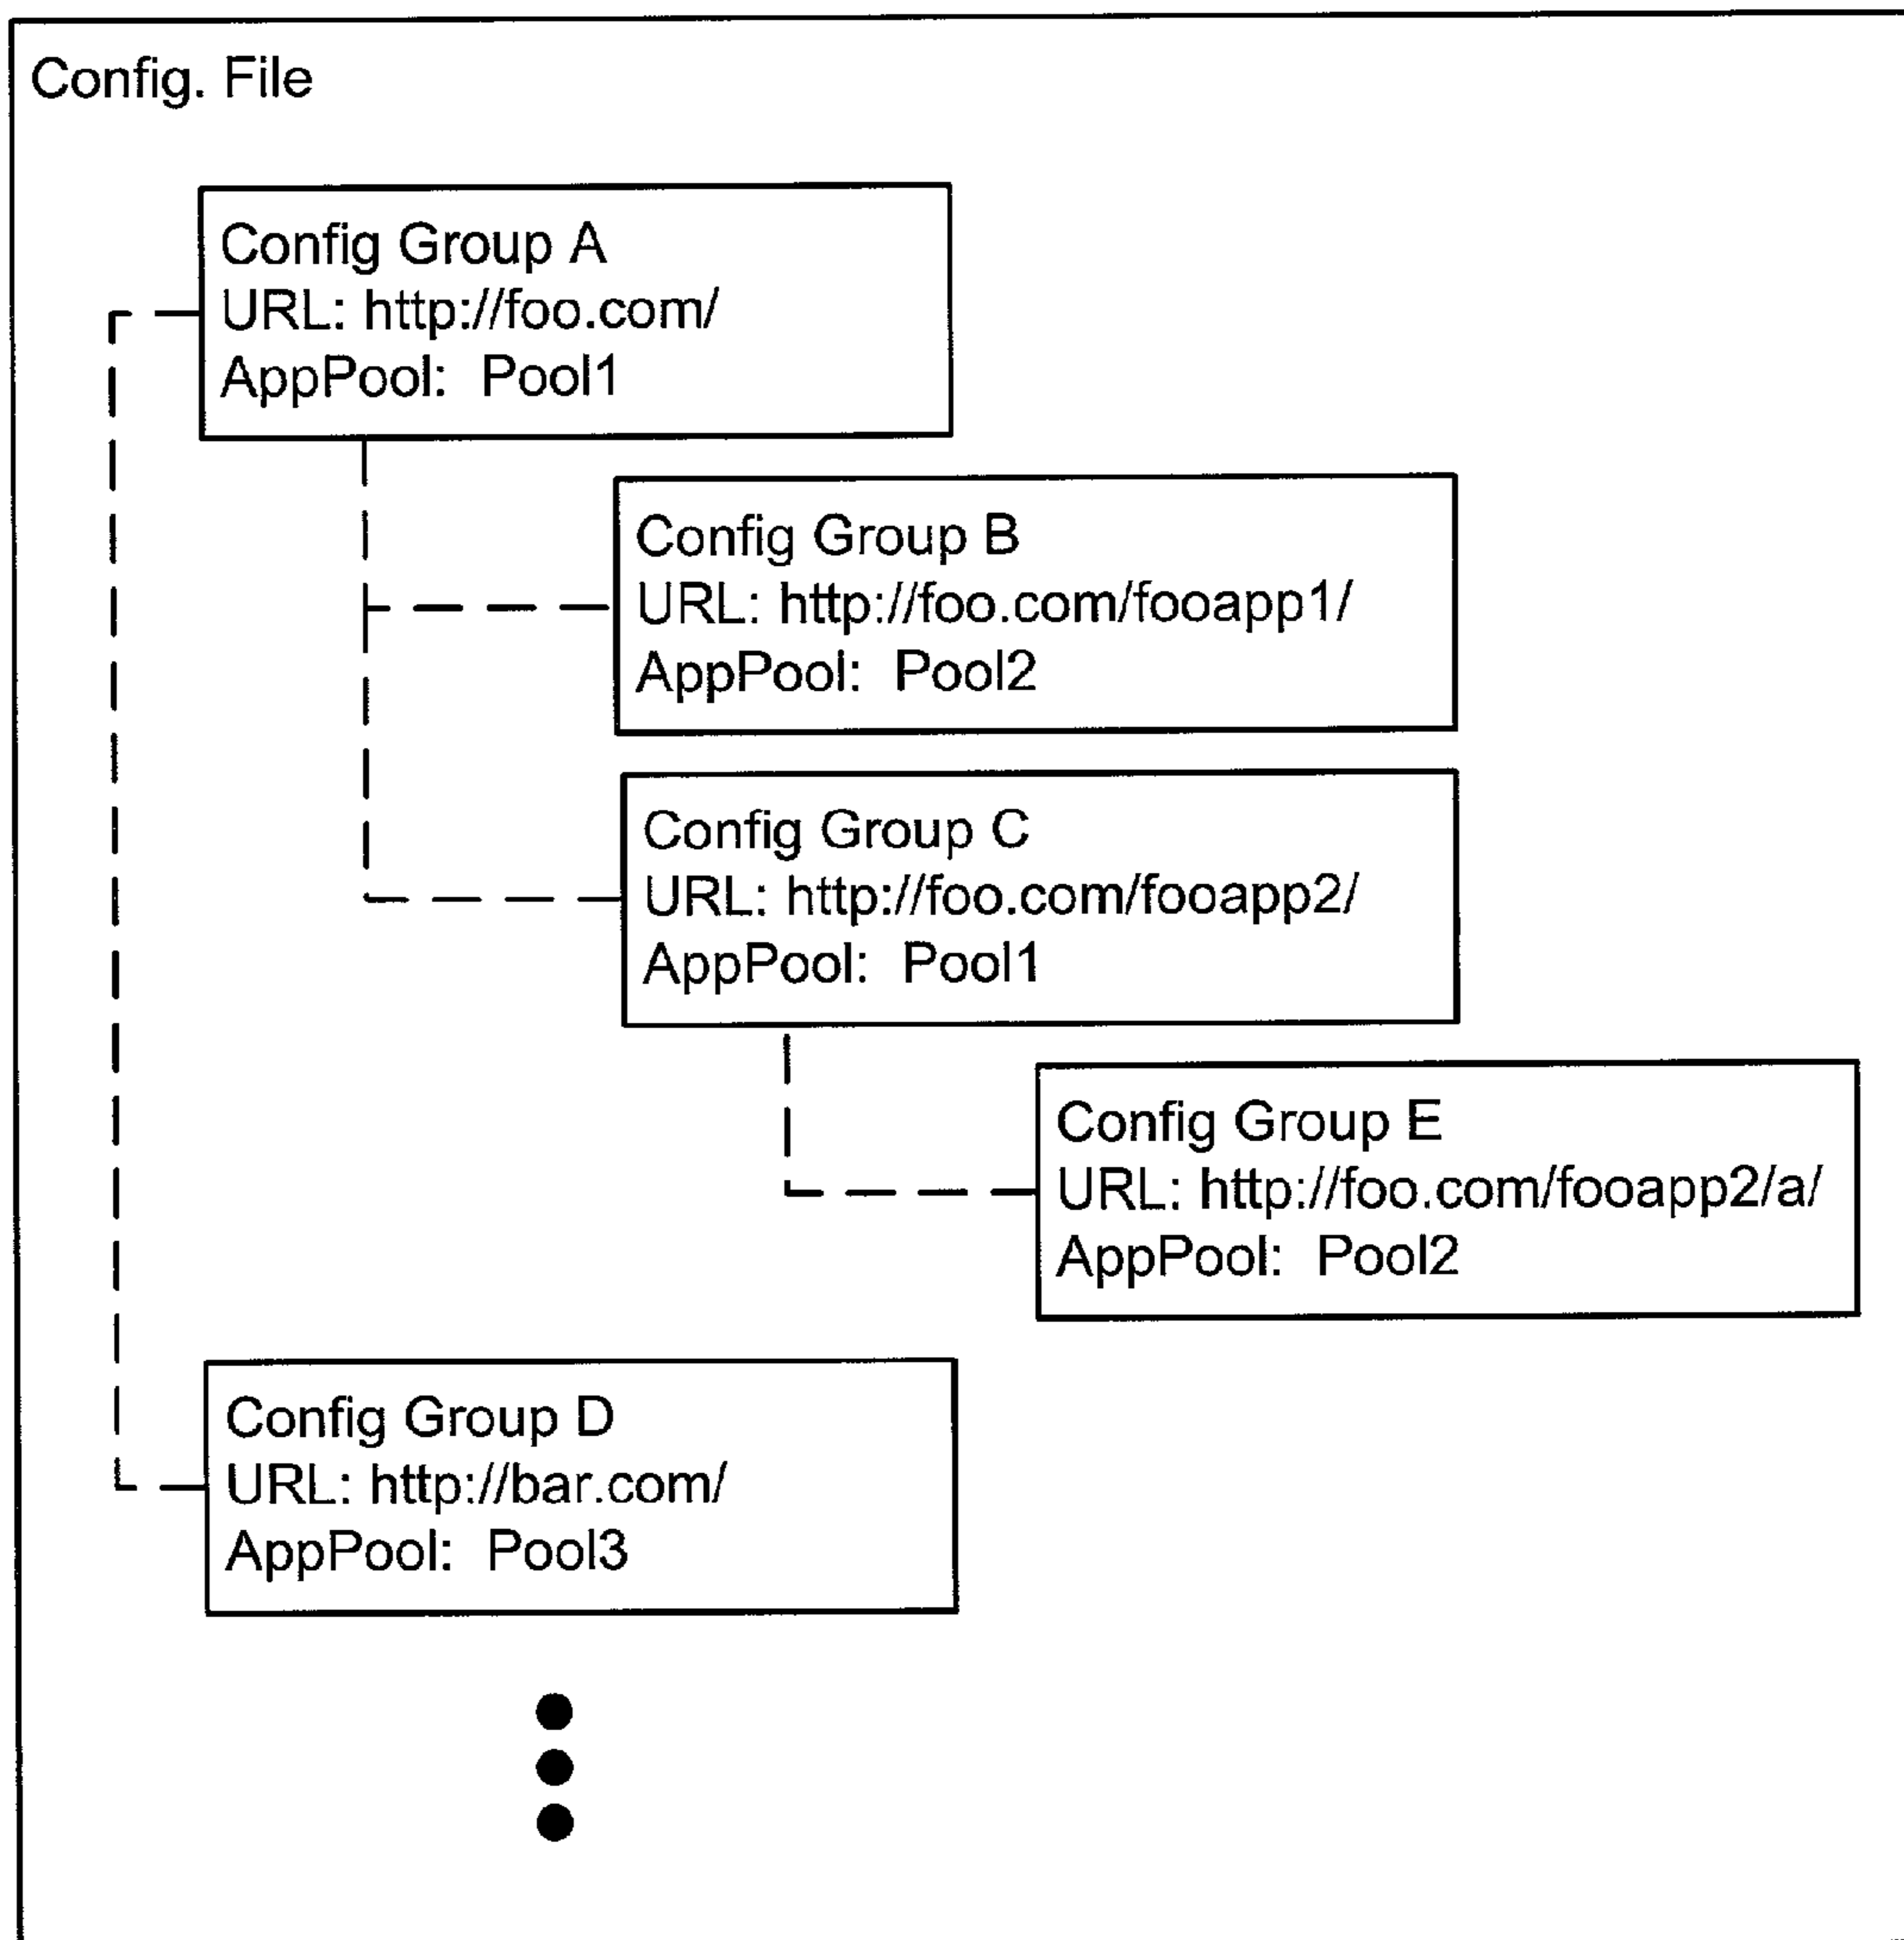 Config. File
Config Group A
URL: http://foo.com/
AppPool: Pool1
Config Group B
URL: http://foo.com/fooapp1/
AppPool: Pool2
Config Group C
URL: http://foo.com/fooapp2/
AppPool: Pool1
Config Group E
URL: http://foo.com/fooapp2/a/
AppPool: Pool2
Config Group D
URL: http://bar.com/
AppPool: Pool3